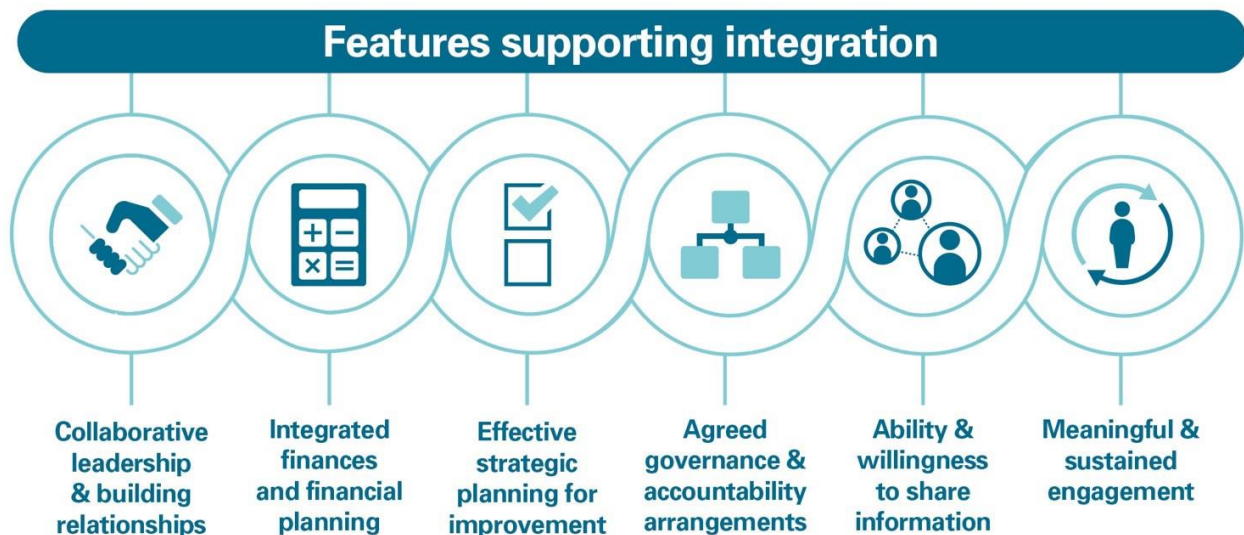 Features supporting integration
Collaborative
leadership
& building
relationships
Integrated
finances
and financial
planning
Effective
strategic
planning for
improvement
Agreed
governance &
accountability
arrangements
Ability &
willingness
to share
information
Meaningful &
sustained
engagement